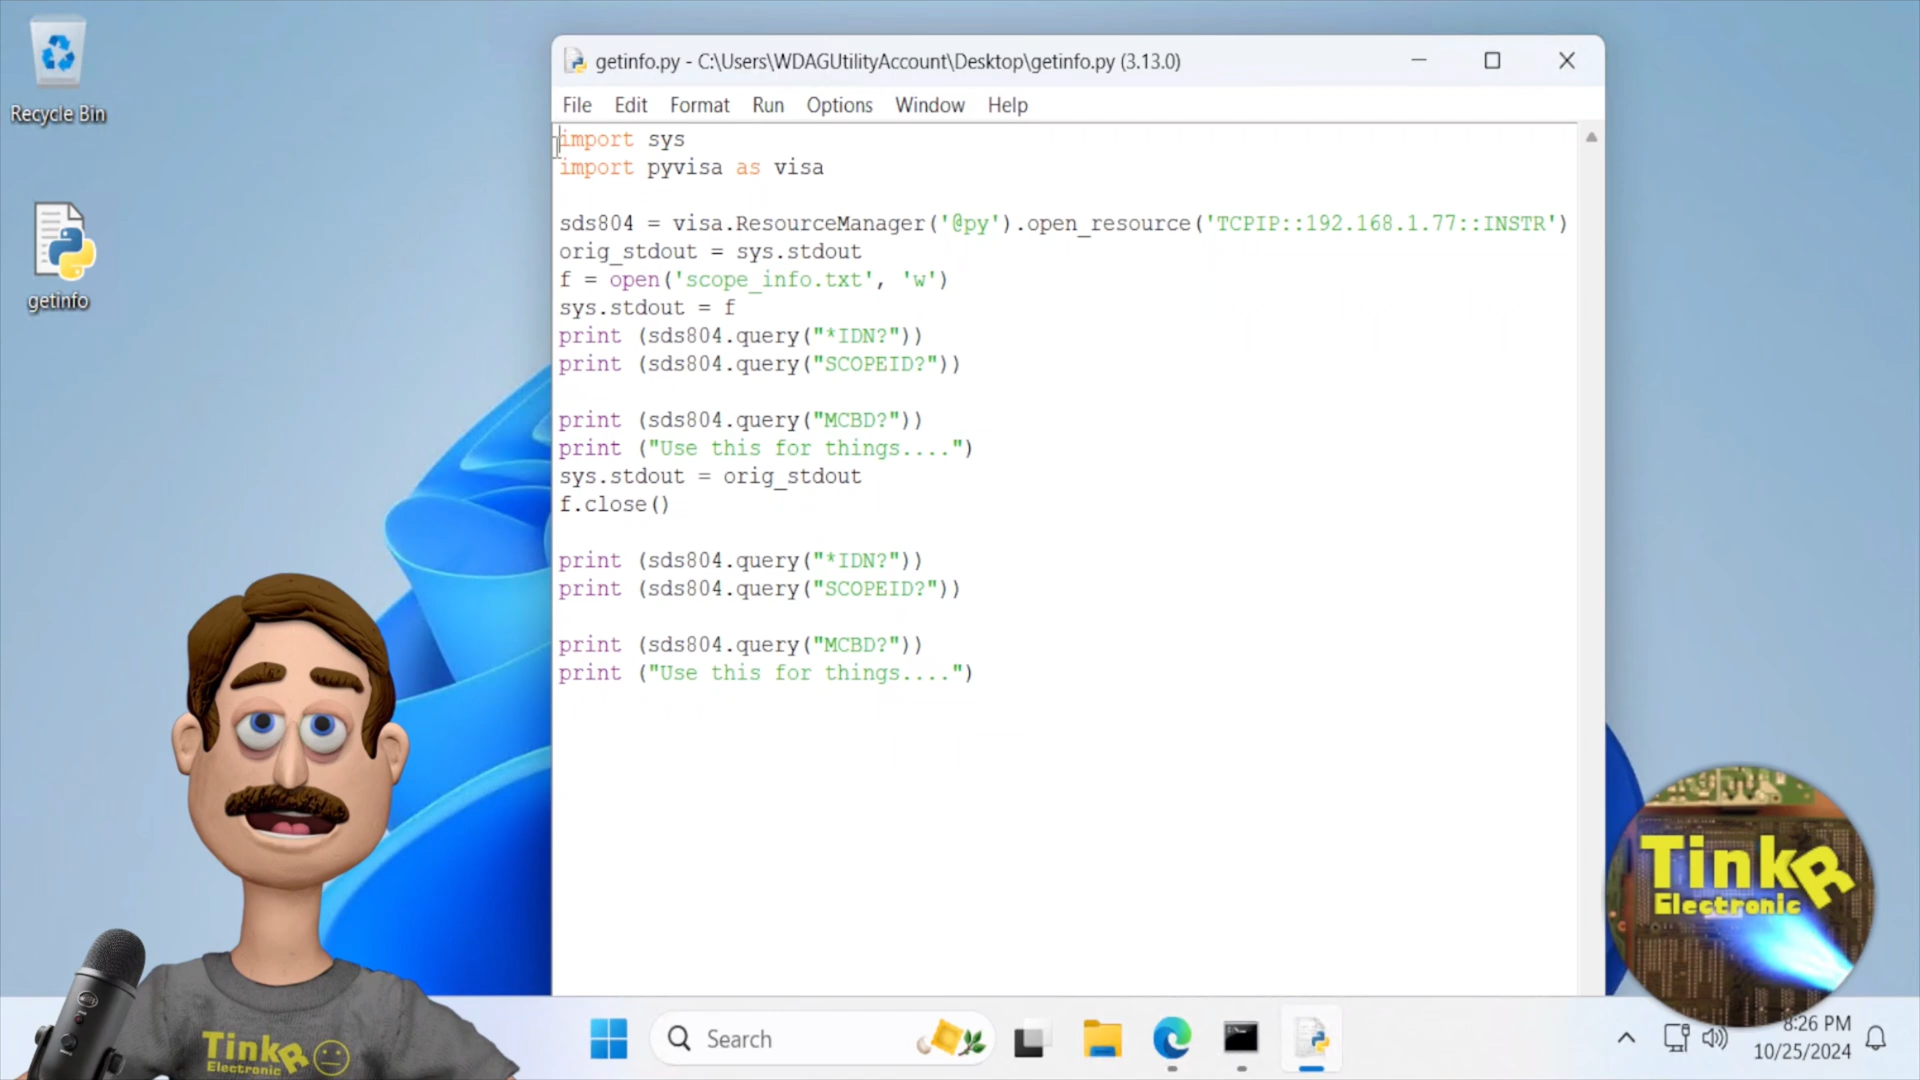 Recycle Bin
getinfo
getinfo.py - C:\Users\WDAGUtilityAccount\Desktop\getinfo.py (3.13.0)
File Edit Format Run Options Window Help
import sys
import pyvisa as visa
sds804 = visa.ResourceManager('@py').open_resource('TCPIP::192.168.1.77::INSTR')
orig_stdout = sys.stdout
f = open('scope_info.txt', 'w')
sys.stdout = f
print (sds804.query("*IDN?"))
print (sds804.query("SCOPEID?"))
print (sds804.query("MCBD?"))
print ("Use this for things....")
sys.stdout = orig_stdout
f.close()
print (sds804.query("*IDN?"))
print (sds804.query("SCOPEID?"))
print (sds804.query("MCBD?"))
print ("Use this for things....")
TinkR
Electronic
TinkR
Electronic
Search
8:26 PM
10/25/2024